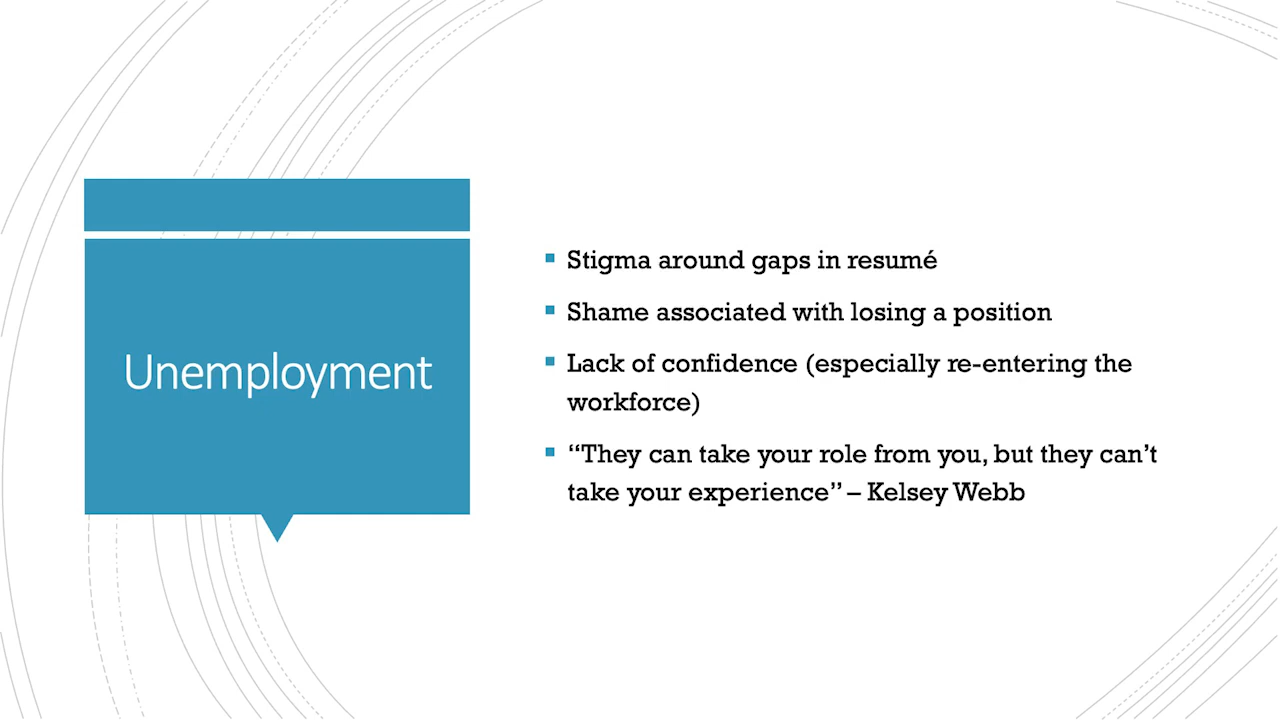 Unemployment
Stigma around gaps in resumé
Shame associated with losing a position
Lack of confidence (especially re-entering the
workforce)
“They can take your role from you, but they can’t
take your experience” – Kelsey Webb